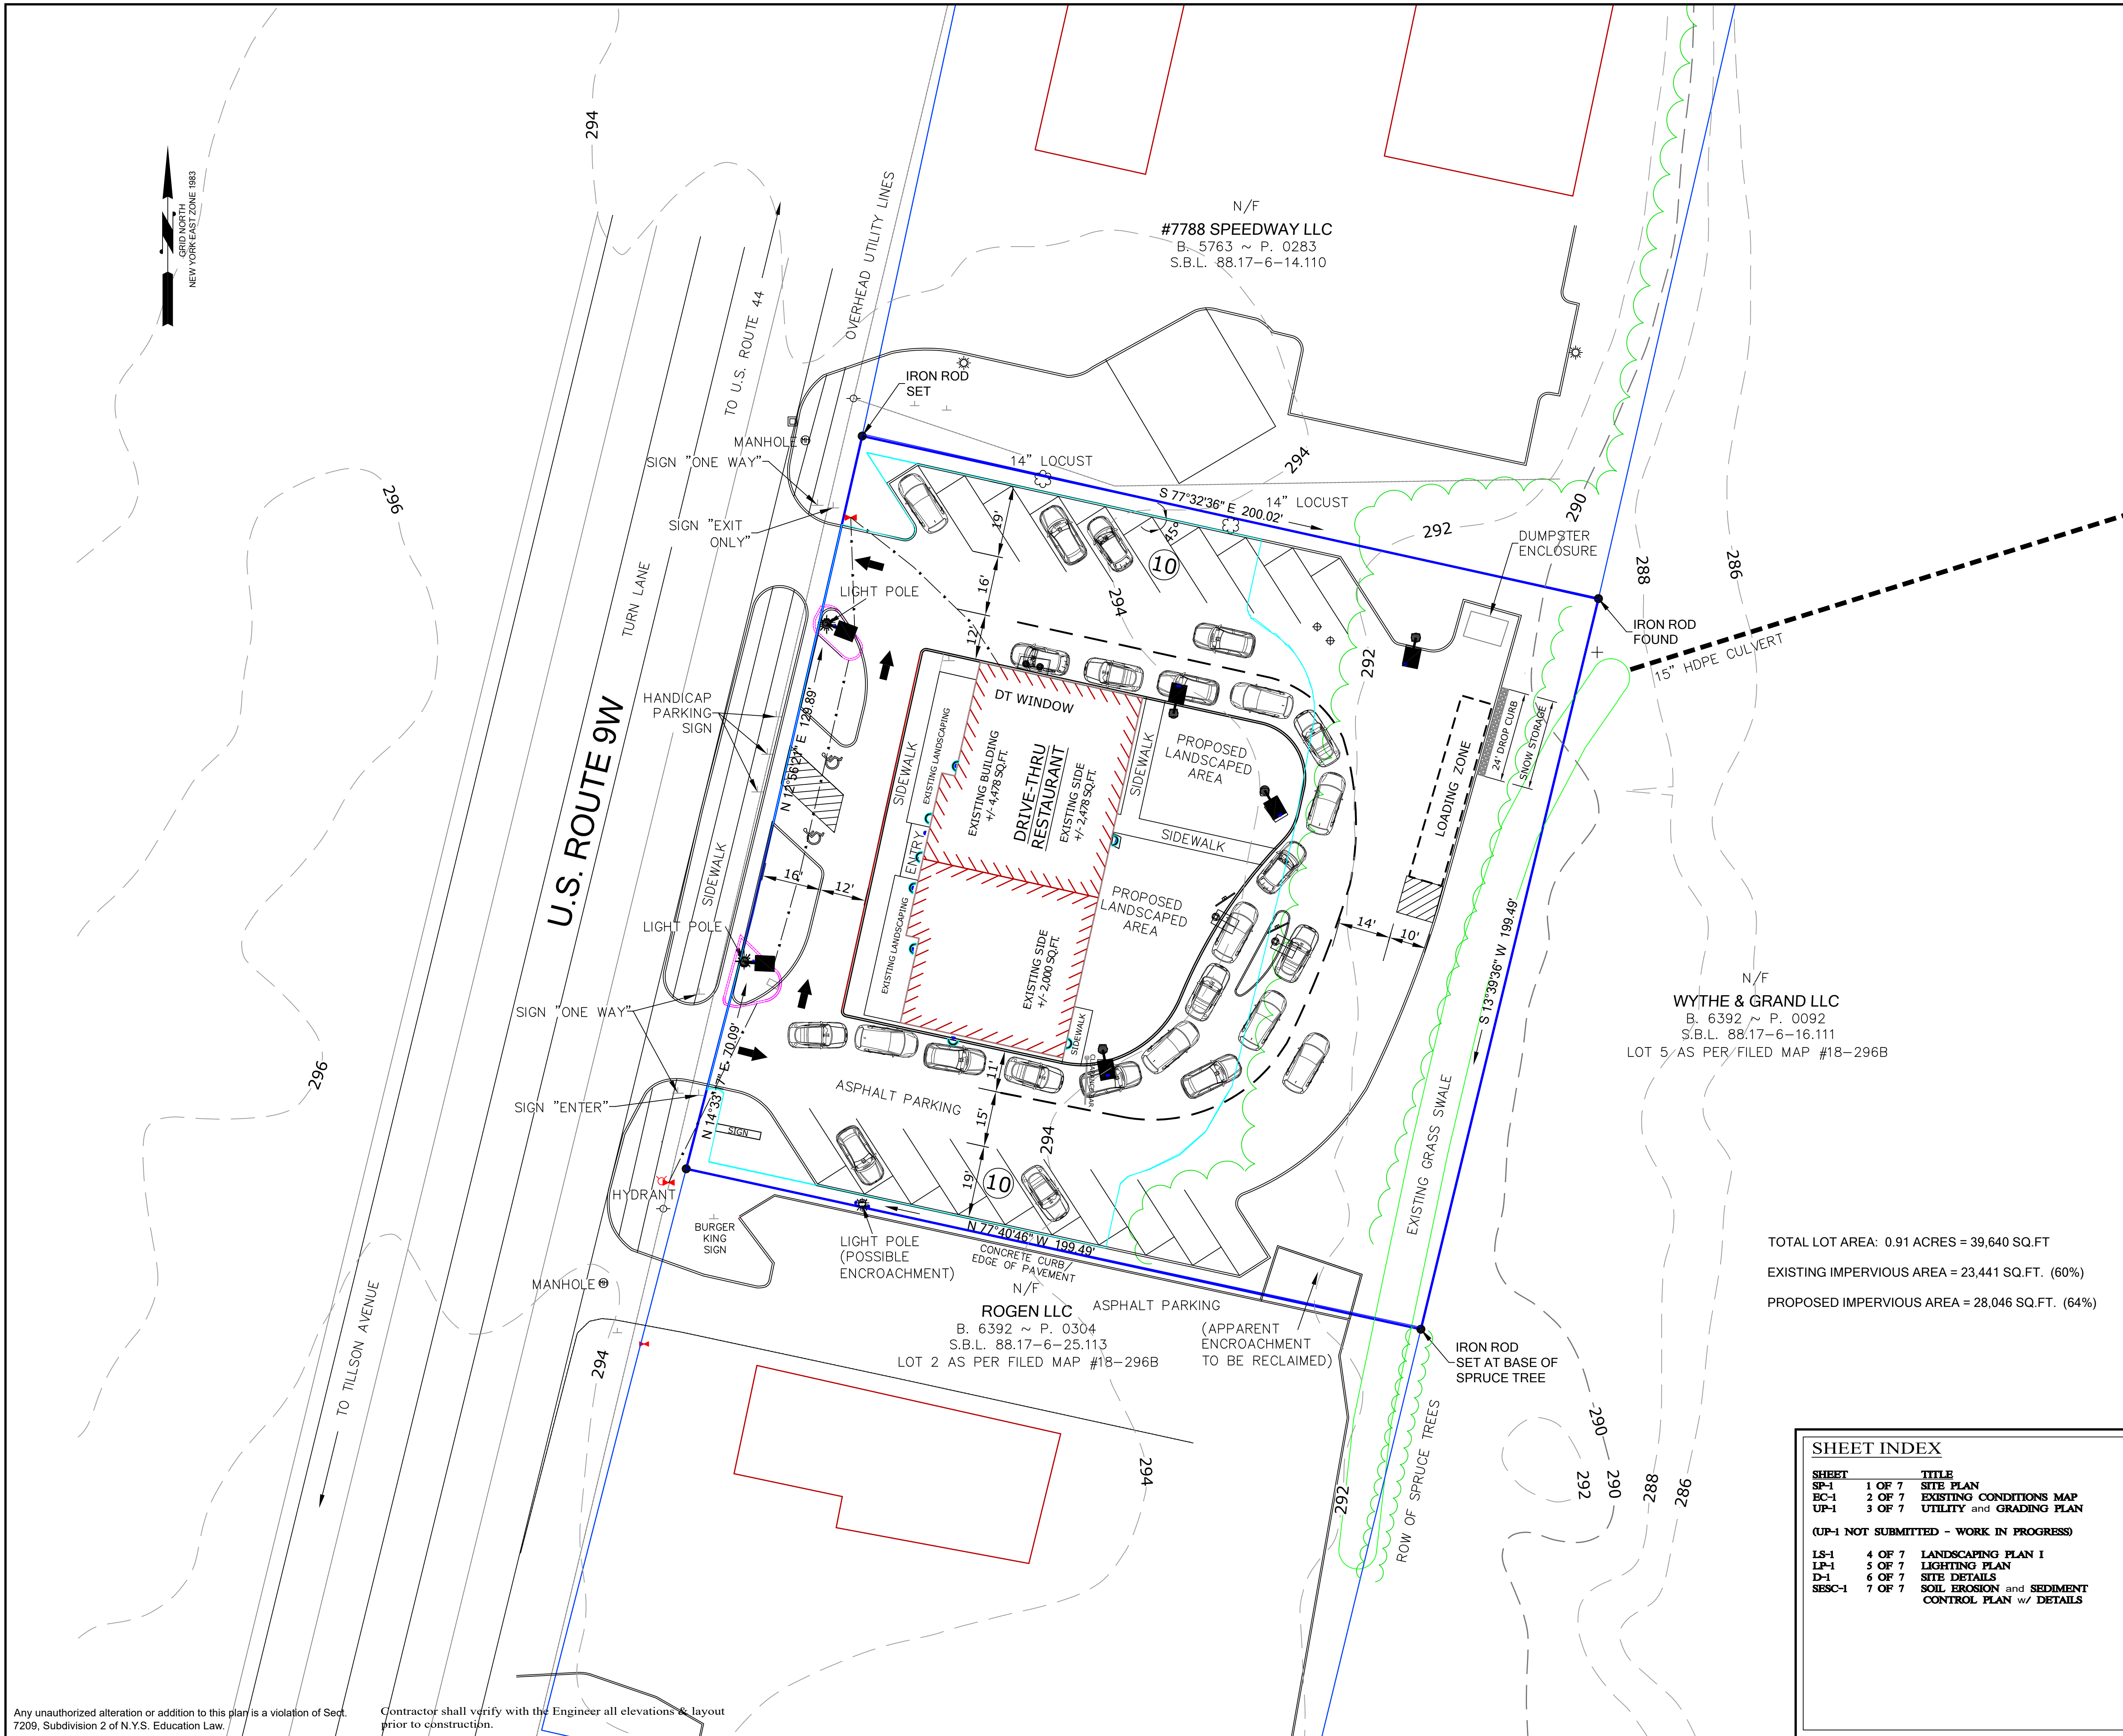 GRID NORTH
NEW YORK EAST ZONE 1983
294
296
N/F
#7788 SPEEDWAY LLC
B. 5763 ~ P. 0283
S.B.L. 88.17-6-14.110
OVERHEAD UTILITY LINES
TO U.S. ROUTE 44
IRON ROD
SET
MANHOLE
SIGN "ONE WAY"
SIGN "EXIT
ONLY"
14" LOCUST
S 77°32'36" E 200.02'
14" LOCUST
294
292
290
288
286
45°
10
19'
16'
12'
DUMPSTER
ENCLOSURE
IRON ROD
FOUND
15" HDPE CULVERT
LIGHT POLE
TURN LANE
296
294
292
HANDICAP
PARKING
SIGN
N 12°56'21" E 129.89'
U.S. ROUTE 9W
SIDEWALK
SIDEWALK
EXISTING LANDSCAPING
DT WINDOW
EXISTING BUILDING
+/- 4,478 SQ.FT.
DRIVE-THRU
RESTAURANT
EXISTING SIDE
+/- 2,478 SQ.FT.
SIDEWALK
PROPOSED
LANDSCAPED
AREA
SIDEWALK
LOADING ZONE
24' DROP CURB
SNOW STORAGE
ENTRY
16'
12'
PROPOSED
LANDSCAPED
AREA
EXISTING LANDSCAPING
EXISTING SIDE
+/- 2,000 SQ.FT.
SIDEWALK
14'
10'
S 13°39'36" W 199.49'
LIGHT POLE
SIGN "ONE WAY"
SIGN "ENTER"
N 14°33'17" E 70.09'
SIGN
ASPHALT PARKING
11'
15'
19'
10
294
EXISTING GRASS SWALE
N/F
WYTHE & GRAND LLC
B. 6392 ~ P. 0092
S.B.L. 88.17-6-16.111
LOT 5 AS PER FILED MAP #18-296B
296
HYDRANT
BURGER
KING
SIGN
MANHOLE
LIGHT POLE
(POSSIBLE
ENCROACHMENT)
N 77°40'46" W 199.49'
CONCRETE CURB/
EDGE OF PAVEMENT
N/F
ROGEN LLC
B. 6392 ~ P. 0304
S.B.L. 88.17-6-25.113
LOT 2 AS PER FILED MAP #18-296B
ASPHALT PARKING
(APPARENT
ENCROACHMENT
TO BE RECLAIMED)
IRON ROD
SET AT BASE OF
SPRUCE TREE
TOTAL LOT AREA: 0.91 ACRES = 39,640 SQ.FT
EXISTING IMPERVIOUS AREA = 23,441 SQ.FT. (60%)
PROPOSED IMPERVIOUS AREA = 28,046 SQ.FT. (64%)
TO TILLSON AVENUE
294
294
292
ROW OF SPRUCE TREES
290
292
290
288
286
SHEET INDEX
SHEET TITLE
SP-1 1 OF 7 SITE PLAN
EC-1 2 OF 7 EXISTING CONDITIONS MAP
UP-1 3 OF 7 UTILITY and GRADING PLAN
(UP-1 NOT SUBMITTED - WORK IN PROGRESS)
LS-1 4 OF 7 LANDSCAPING PLAN I
LP-1 5 OF 7 LIGHTING PLAN
D-1 6 OF 7 SITE DETAILS
SESC-1 7 OF 7 SOIL EROSION and SEDIMENT
CONTROL PLAN w/ DETAILS
Any unauthorized alteration or addition to this plan is a violation of Sect.
7209, Subdivision 2 of N.Y.S. Education Law.
Contractor shall verify with the Engineer all elevations & layout
prior to construction.